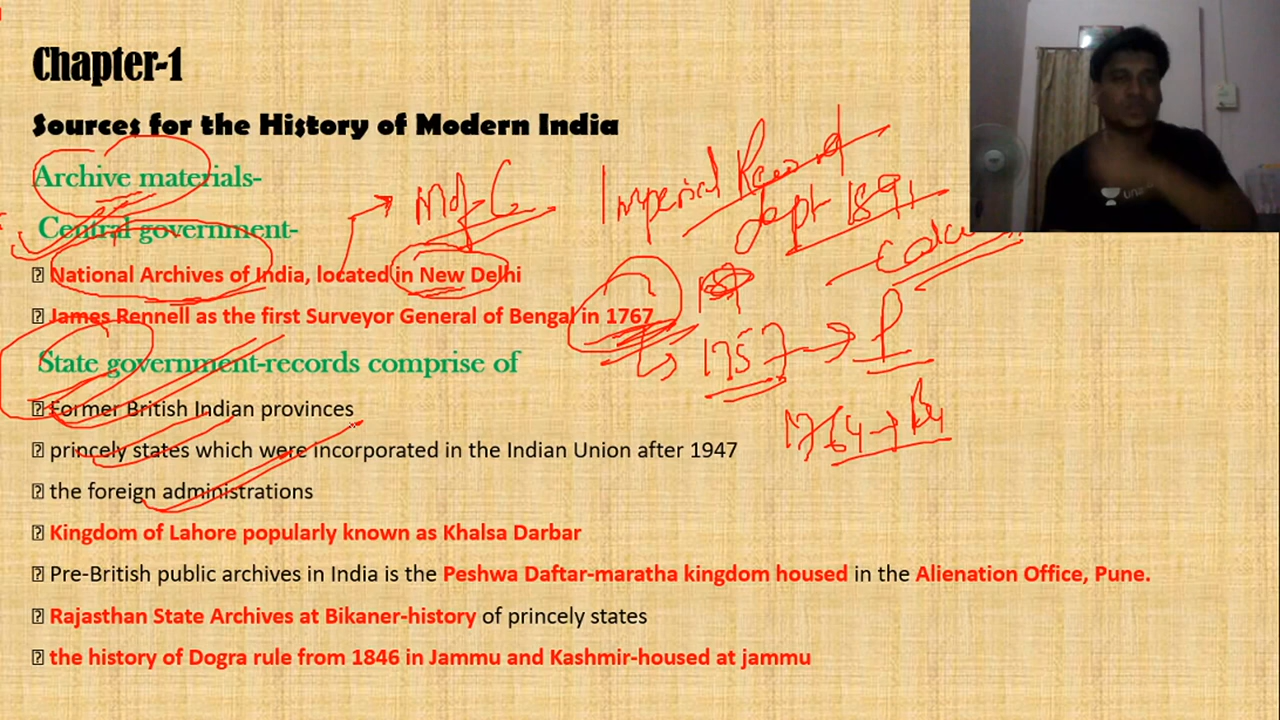 Chapter-1
Sources for the History of Modern India
Archive materials-
Central government-
National Archives of India, located in New Delhi
James Rennell as the first Surveyor General of Bengal in 1767
State government-records comprise of
Former British Indian provinces
princely states which were incorporated in the Indian Union after 1947
the foreign administrations
Kingdom of Lahore popularly known as Khalsa Darbar
Pre-British public archives in India is the Peshwa Daftar-maratha kingdom housed in the Alienation Office, Pune.
Rajasthan State Archives at Bikaner-history of princely states
the history of Dogra rule from 1846 in Jammu and Kashmir-housed at jammu
Imperial Record
dept 1891
1757 → P
1764 →